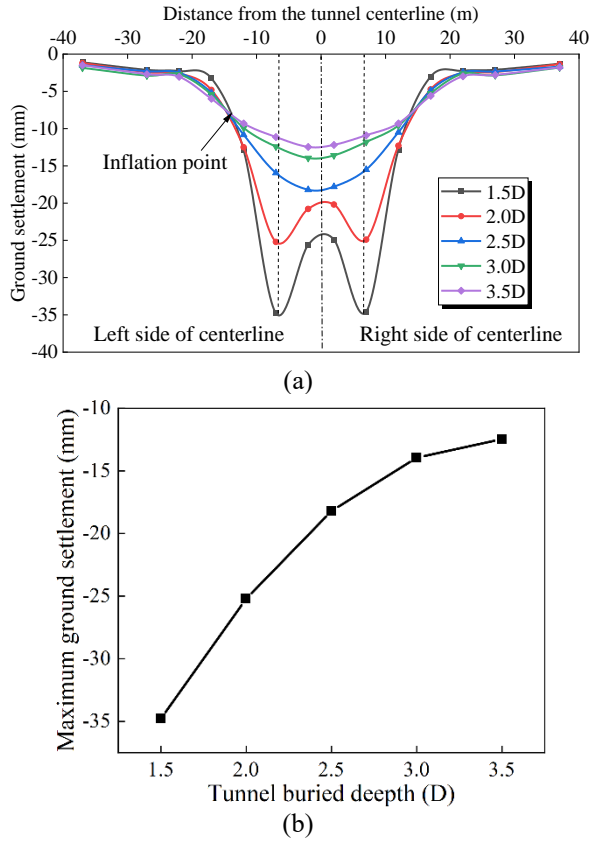 Distance from the tunnel centerline (m)
(a)
-40 -30 -20 -10 0 10 20 30 40
0
-5
-10
-15
-20
-25
-30
-35
-40
Ground settlement (mm)
Inflation point
1.5D
2.0D
2.5D
3.0D
3.5D
Left side of centerline
Right side of centerline
(a)
-10
-15
-20
-25
-30
-35
Maximum ground settlement (mm)
1.5 2.0 2.5 3.0 3.5
Tunnel buried deepth (D)
(b)